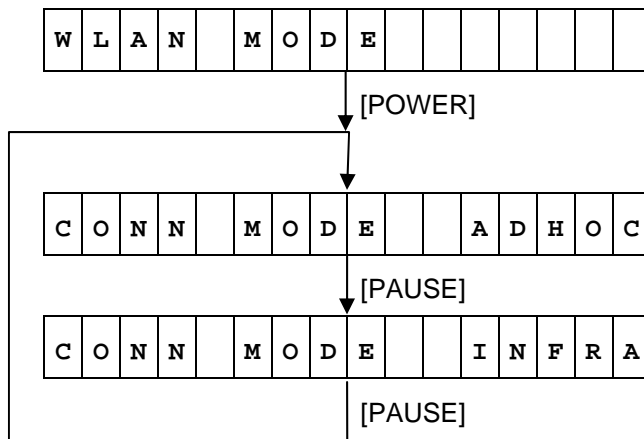 WLAN MODE
[POWER]
CONN MODE  ADHOC
[PAUSE]
CONN MODE  INFRA
[PAUSE]